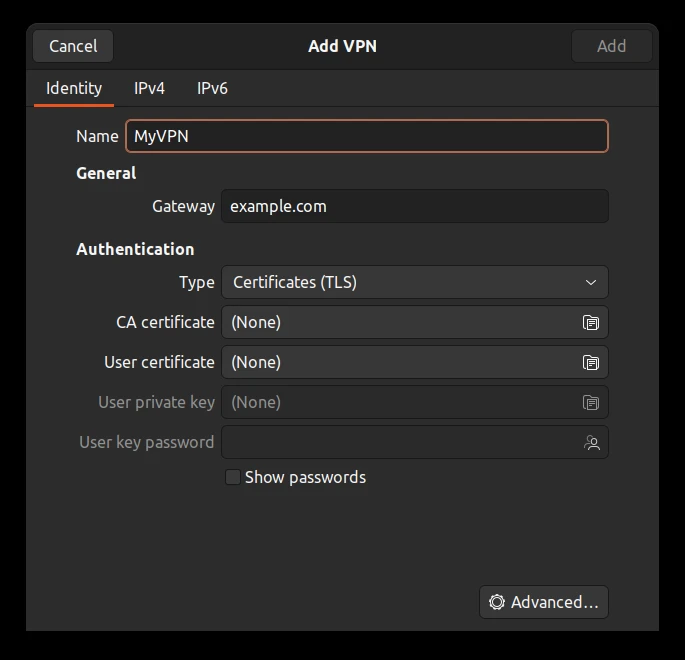 Cancel Add VPN Add
Identity IPv4 IPv6
Name MyVPN
General
Gateway example.com
Authentication
Type Certificates (TLS)
CA certificate (None)
User certificate (None)
User private key (None)
User key password
Show passwords
Advanced...